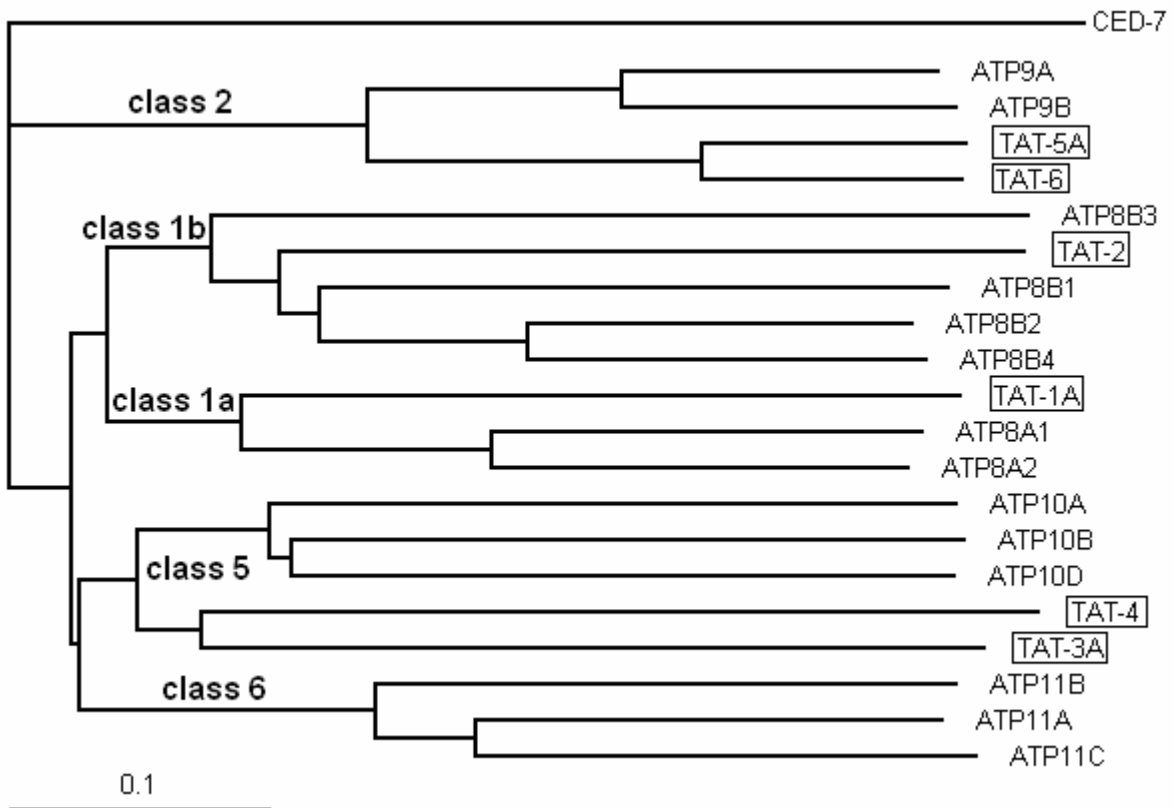 CED-7
ATP9A
class 2
ATP9B
TAT-5A
TAT-6
ATP8B3
class 1b
TAT-2
ATP8B1
ATP8B2
ATP8B4
TAT-1A
class 1a
ATP8A1
ATP8A2
ATP10A
ATP10B
class 5
ATP10D
TAT-4
TAT-3A
ATP11B
class 6
ATP11A
ATP11C
0.1